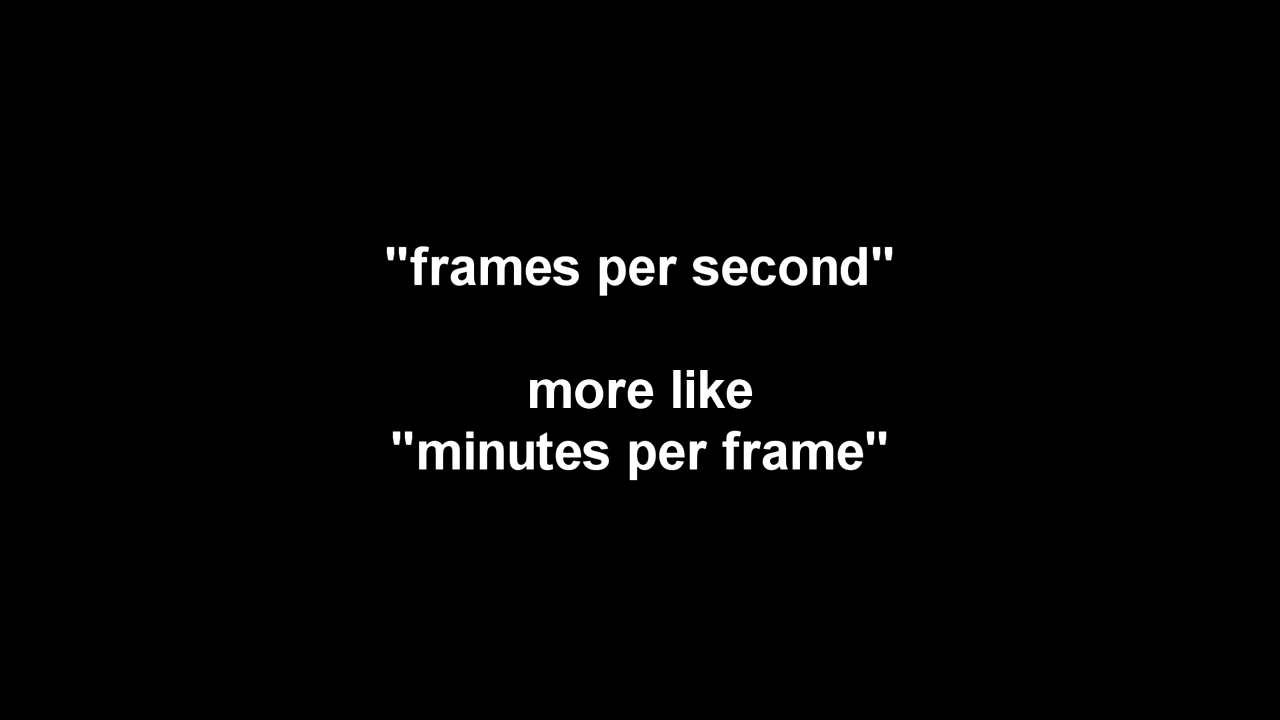 "frames per second"
more like
"minutes per frame"